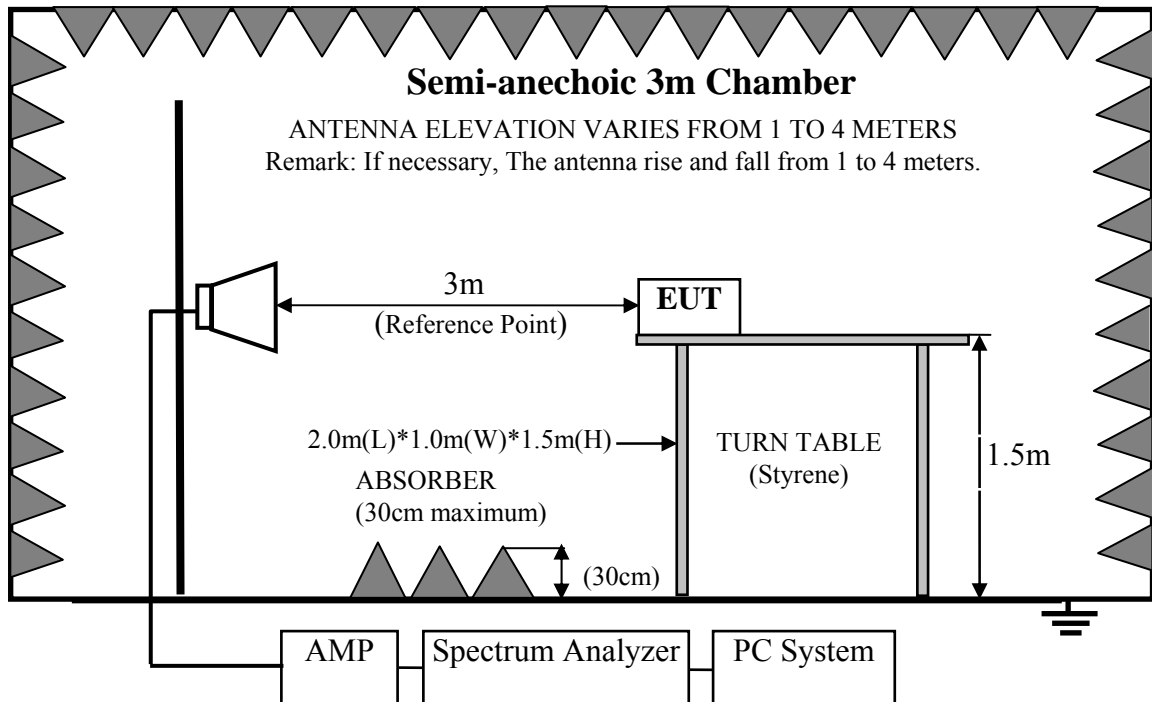 Semi-anechoic 3m Chamber
ANTENNA ELEVATION VARIES FROM 1 TO 4 METERS
Remark: If necessary, The antenna rise and fall from 1 to 4 meters.
3m
(Reference Point)
EUT
2.0m(L)*1.0m(W)*1.5m(H)
TURN TABLE
(Styrene)
1.5m
ABSORBER
(30cm maximum)
(30cm)
AMP
Spectrum Analyzer
PC System